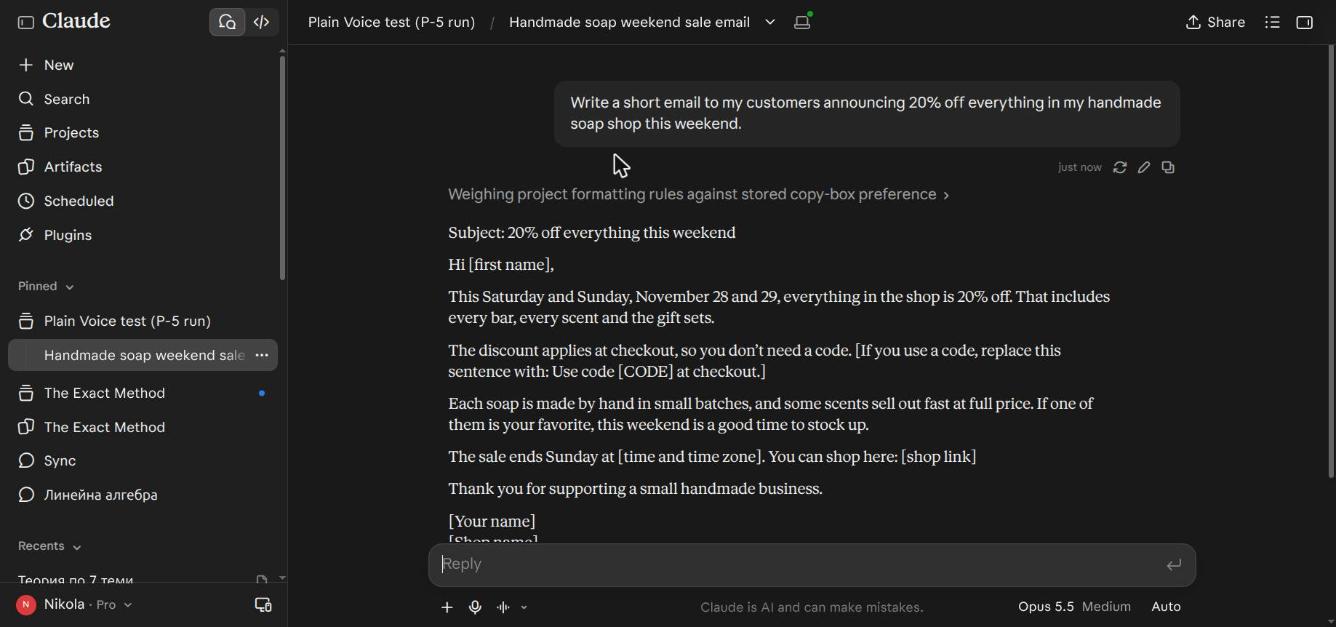 Claude
New
Search
Projects
Artifacts
Scheduled
Plugins
Pinned
Plain Voice test (P-5 run)
Handmade soap weekend sale
The Exact Method
The Exact Method
Sync
Линейна алгебра
Recents
Теория по 7 теми
N Nikola · Pro
Plain Voice test (P-5 run) / Handmade soap weekend sale email
Share
Write a short email to my customers announcing 20% off everything in my handmade
soap shop this weekend.
just now
Weighing project formatting rules against stored copy-box preference
Subject: 20% off everything this weekend
Hi [first name],
This Saturday and Sunday, November 28 and 29, everything in the shop is 20% off. That includes
every bar, every scent and the gift sets.
The discount applies at checkout, so you don’t need a code. [If you use a code, replace this
sentence with: Use code [CODE] at checkout.]
Each soap is made by hand in small batches, and some scents sell out fast at full price. If one of
them is your favorite, this weekend is a good time to stock up.
The sale ends Sunday at [time and time zone]. You can shop here: [shop link]
Thank you for supporting a small handmade business.
[Your name]
[Shop name]
Reply
Claude is AI and can make mistakes.
Opus 5.5 Medium
Auto